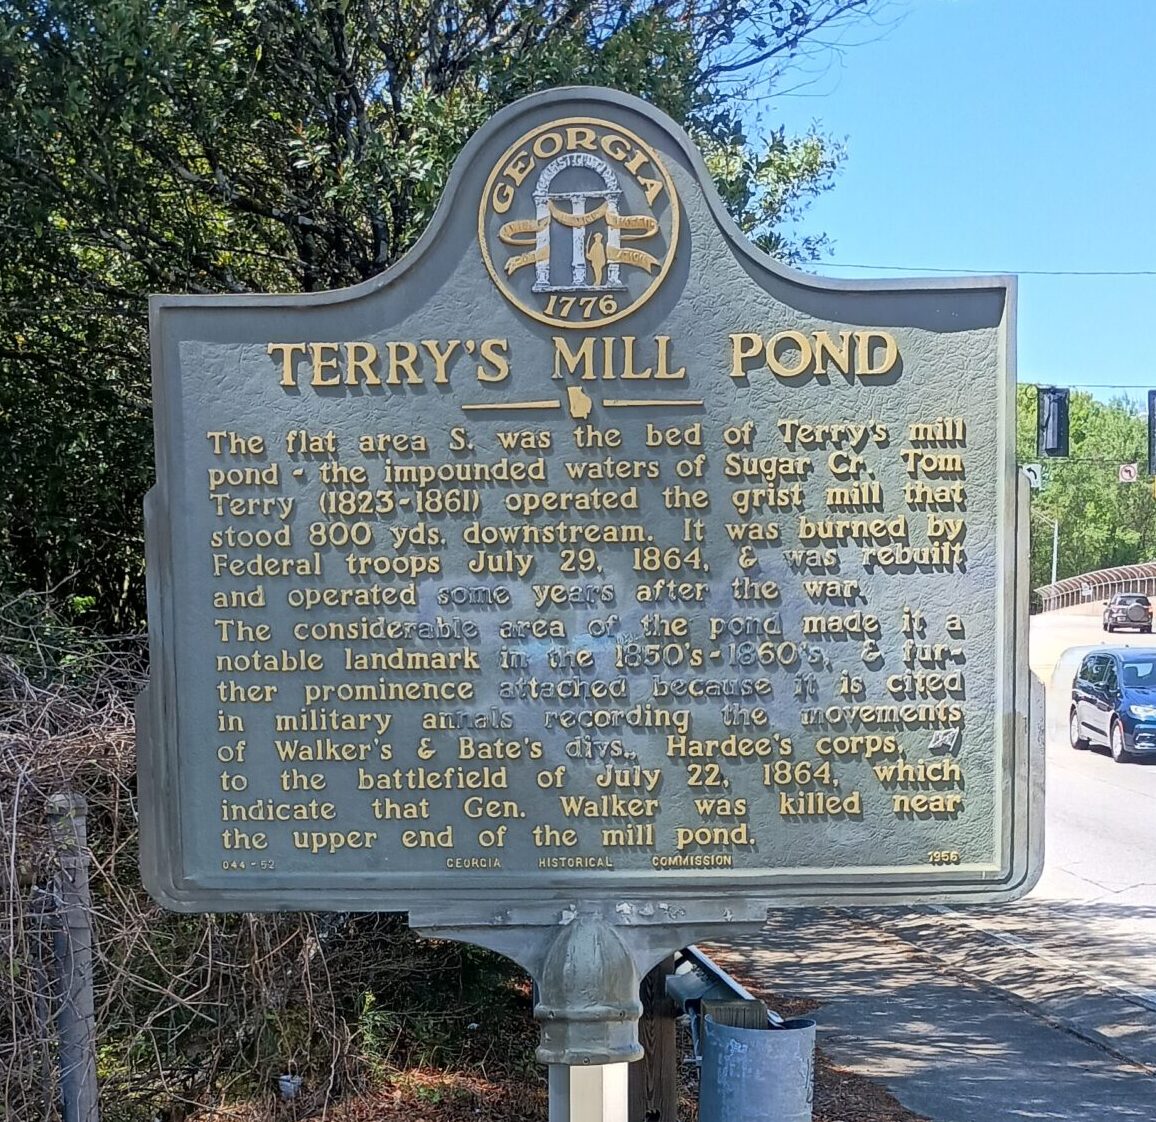 GEORGIA
1776
TERRY'S MILL POND
The flat area S. was the bed of Terry's mill
pond - the impounded waters of Sugar Cr. Tom
Terry (1823-1861) operated the grist mill that
stood 800 yds. downstream. It was burned by
Federal troops July 29, 1864, & was rebuilt
and operated some years after the war.
The considerable area of the pond made it a
notable landmark in the 1850's-1860's, & fur-
ther prominence attached because it is cited
in military annals recording the movements
of Walker's & Bate's divs., Hardee's corps,
to the battlefield of July 22, 1864, which
indicate that Gen. Walker was killed near
the upper end of the mill pond.
044-52 GEORGIA HISTORICAL COMMISSION 1956